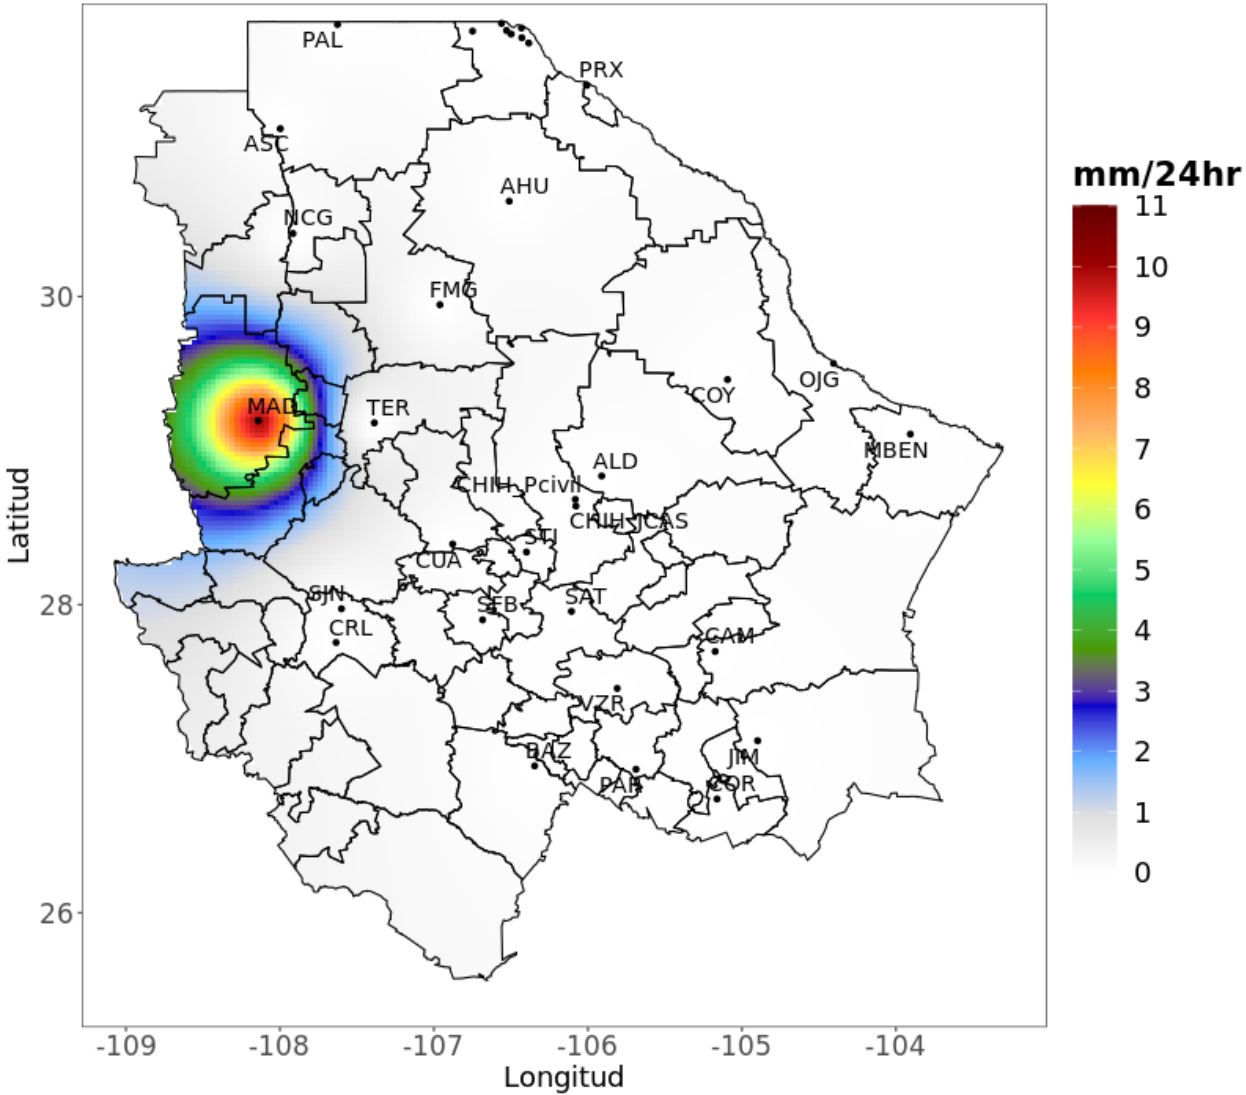 PAL
PRX
ASC
mm/24hr
AHU
11
NCG
10
FMG
30
9
OJG
8
COY
MAD
TER
7
MBEN
ALD
CHIH_Pcivil
6
CHIH-JCAS
STI
CUA
5
28
SJN
SFB
SAT
CRL
CAM
4
VZR
3
BAZ
JIM
2
PAR
COR
1
0
26
Latitud
-109
-108
-107
-106
-105
-104
Longitud